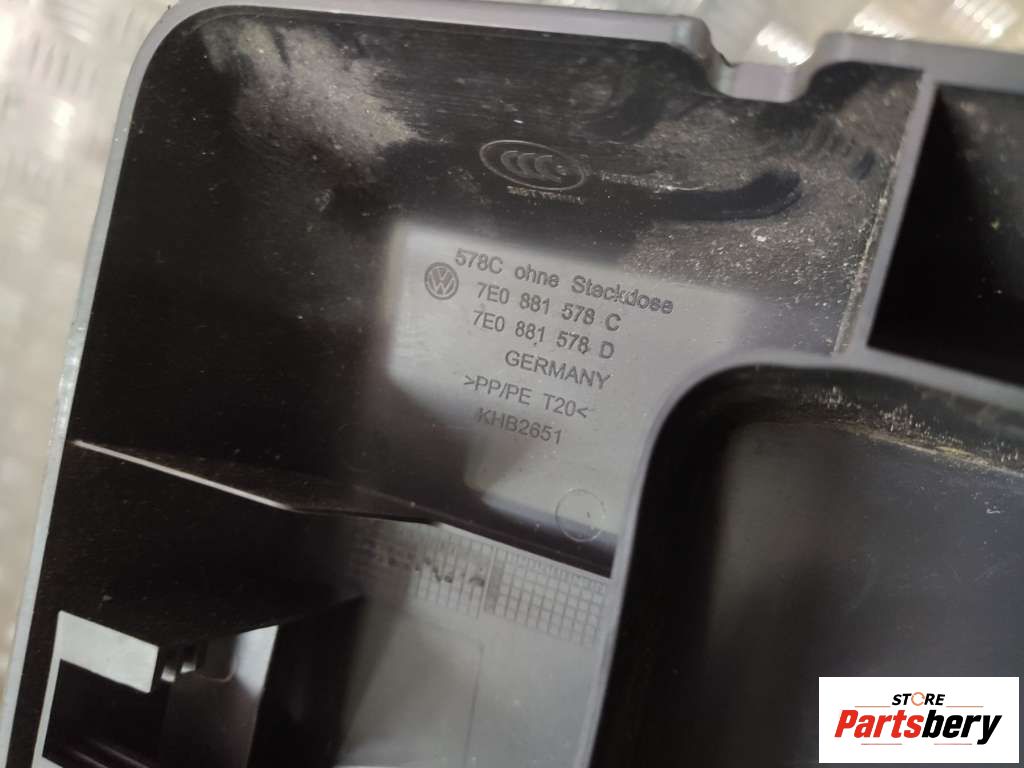 578C ohne Steckdose
7E0 881 578 C
7E0 881 578 D
GERMANY
>PP/PE T20<
KHB2651
STORE
Partsbery